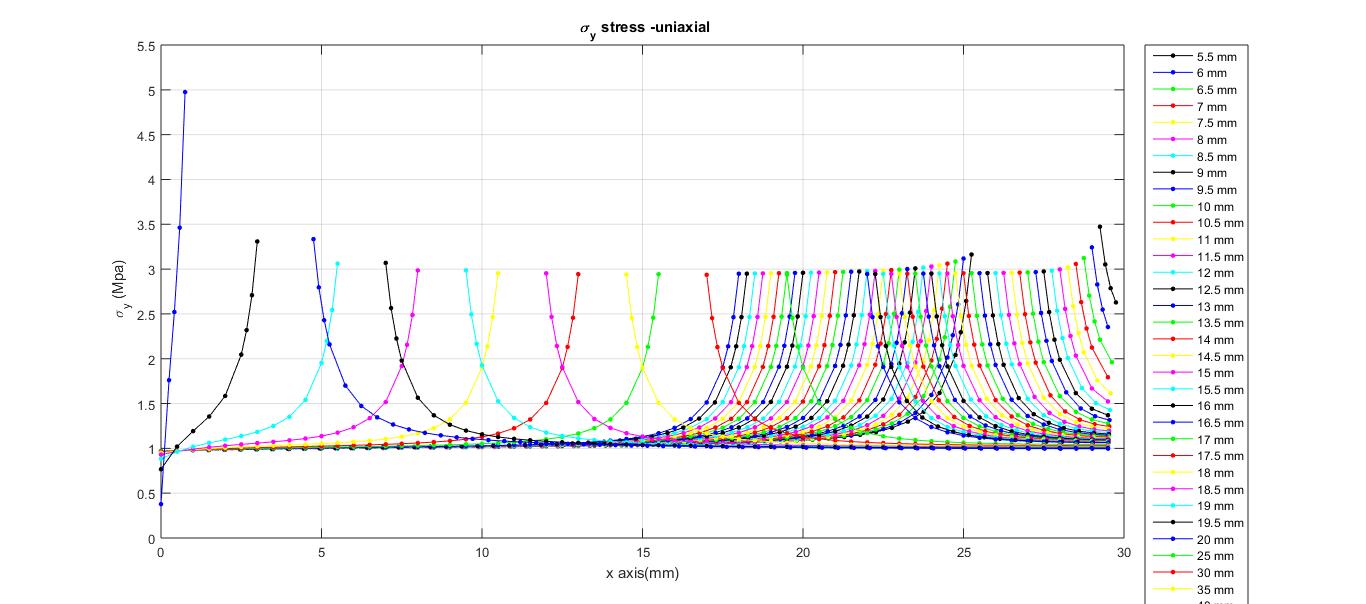 σy stress -uniaxial
5.5
5
4.5
4
3.5
3
2.5
2
1.5
1
0.5
0
σy (Mpa)
0 5 10 15 20 25 30
x axis(mm)
5.5 mm
6 mm
6.5 mm
7 mm
7.5 mm
8 mm
8.5 mm
9 mm
9.5 mm
10 mm
10.5 mm
11 mm
11.5 mm
12 mm
12.5 mm
13 mm
13.5 mm
14 mm
14.5 mm
15 mm
15.5 mm
16 mm
16.5 mm
17 mm
17.5 mm
18 mm
18.5 mm
19 mm
19.5 mm
20 mm
25 mm
30 mm
35 mm